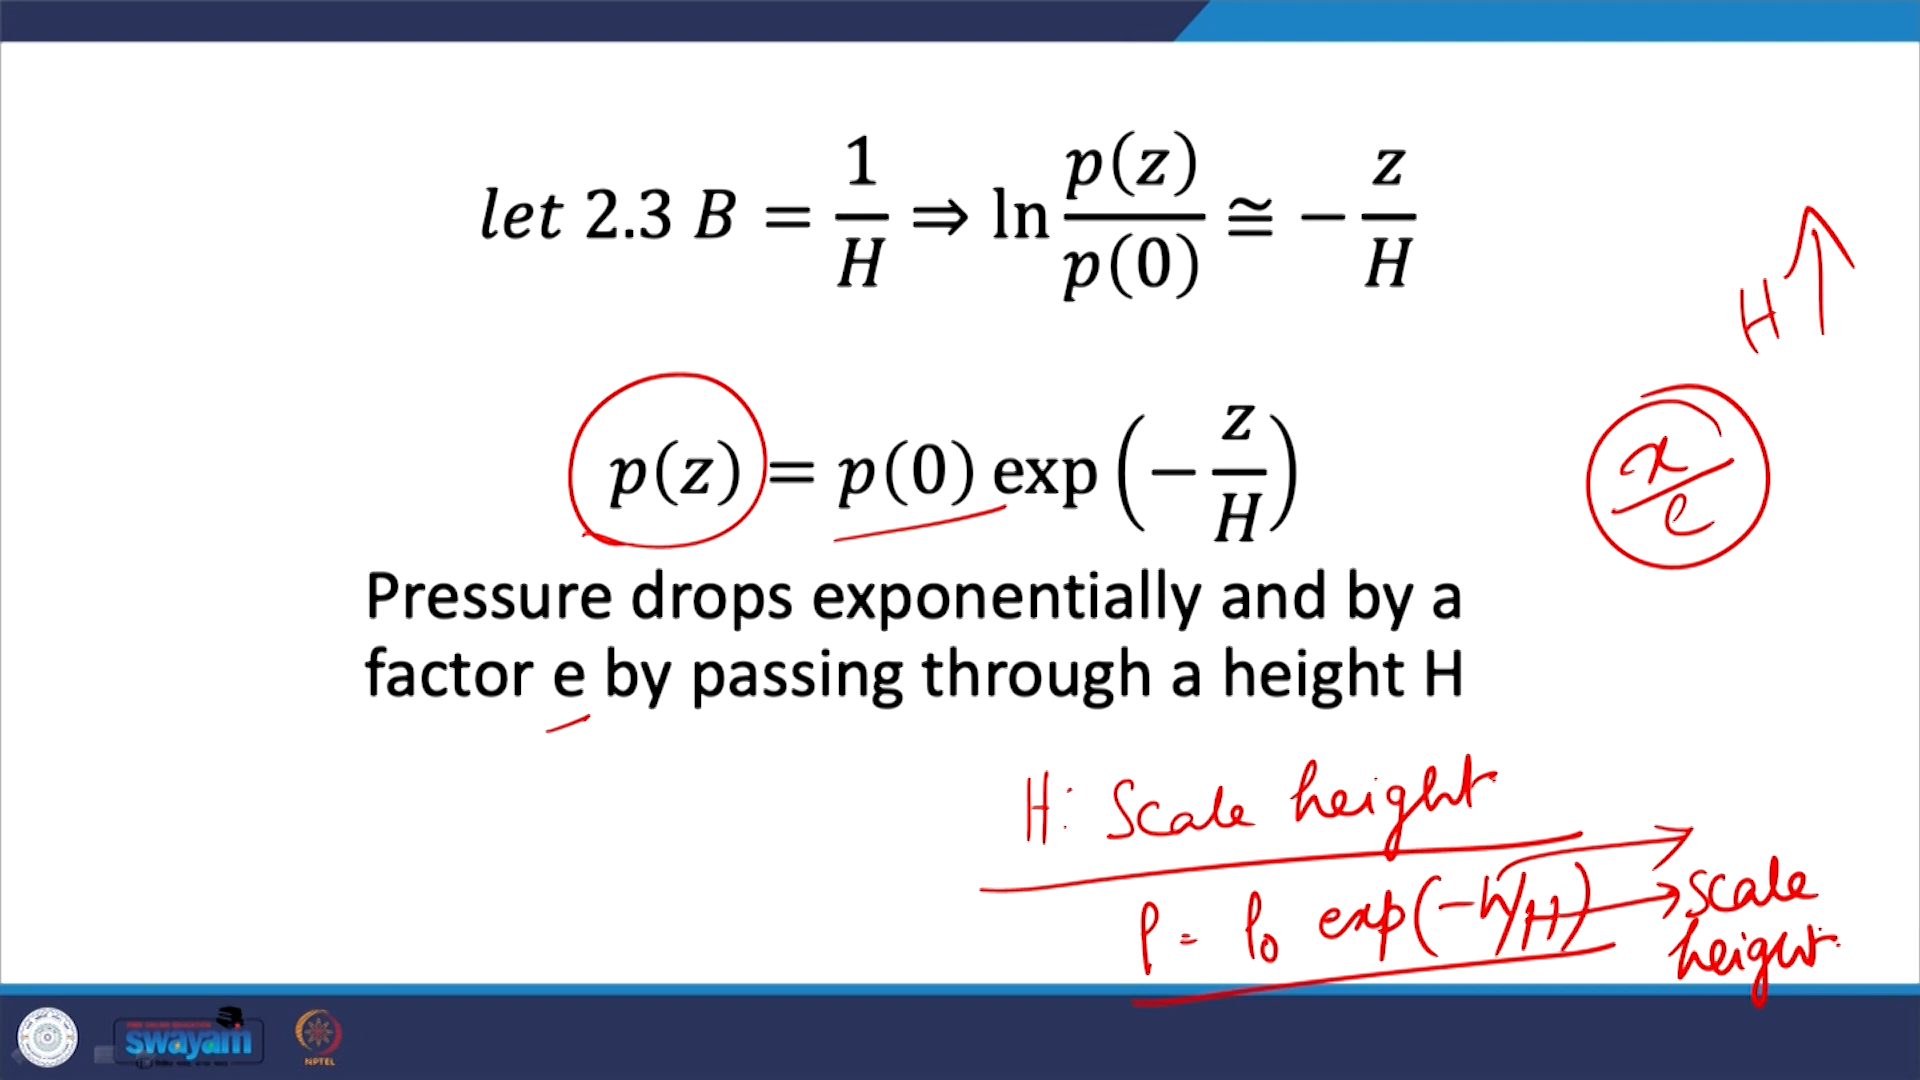 let 2.3 B = 1/H ⇒ ln p(z)/p(0) ≅ − z/H
H ↑
p(z) = p(0) exp (− z/H)
x/e
Pressure drops exponentially and by a
factor e by passing through a height H
H: Scale height
P = P₀ exp(−h/H) → scale
height
swayam
NPTEL